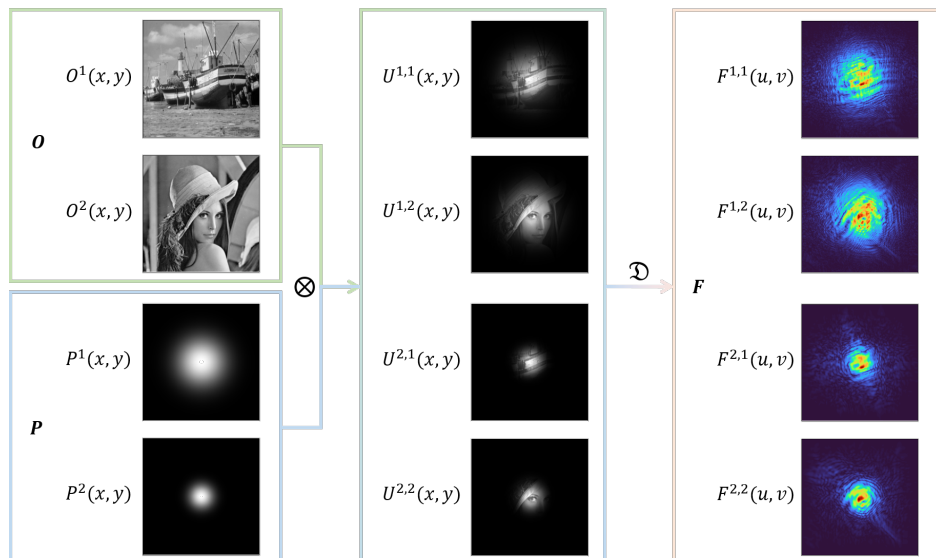 O¹(x, y)
O
O²(x, y)
P¹(x, y)
P
P²(x, y)
⊗
U¹,¹(x, y)
U¹,²(x, y)
U²,¹(x, y)
U²,²(x, y)
𝔇
F
F¹,¹(u, v)
F¹,²(u, v)
F²,¹(u, v)
F²,²(u, v)